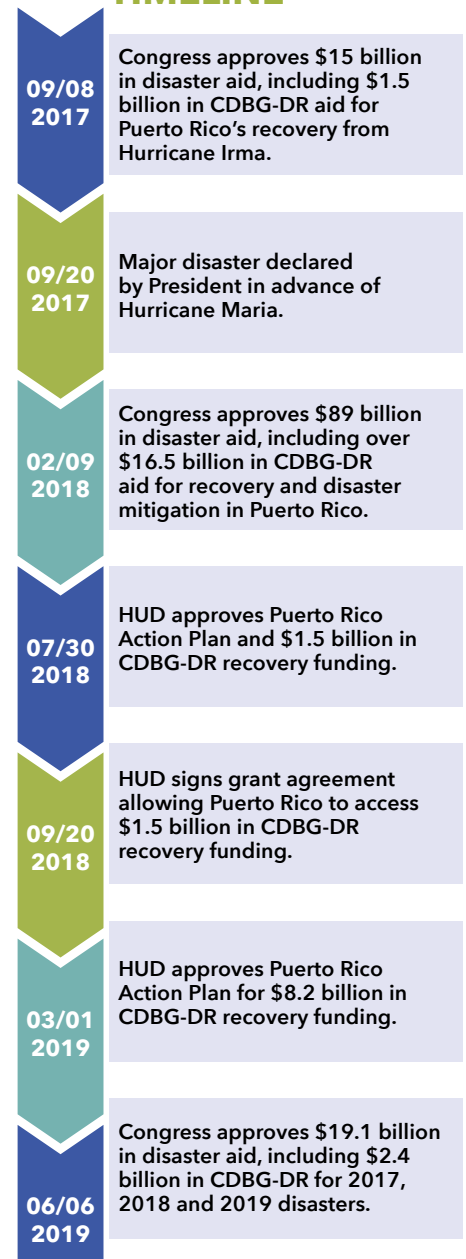 TIMELINE
09/08
2017
Congress approves $15 billion
in disaster aid, including $1.5
billion in CDBG-DR aid for
Puerto Rico’s recovery from
Hurricane Irma.
09/20
2017
Major disaster declared
by President in advance of
Hurricane Maria.
02/09
2018
Congress approves $89 billion
in disaster aid, including over
$16.5 billion in CDBG-DR
aid for recovery and disaster
mitigation in Puerto Rico.
07/30
2018
HUD approves Puerto Rico
Action Plan and $1.5 billion in
CDBG-DR recovery funding.
09/20
2018
HUD signs grant agreement
allowing Puerto Rico to access
$1.5 billion in CDBG-DR
recovery funding.
03/01
2019
HUD approves Puerto Rico
Action Plan for $8.2 billion in
CDBG-DR recovery funding.
06/06
2019
Congress approves $19.1 billion
in disaster aid, including $2.4
billion in CDBG-DR for 2017,
2018 and 2019 disasters.